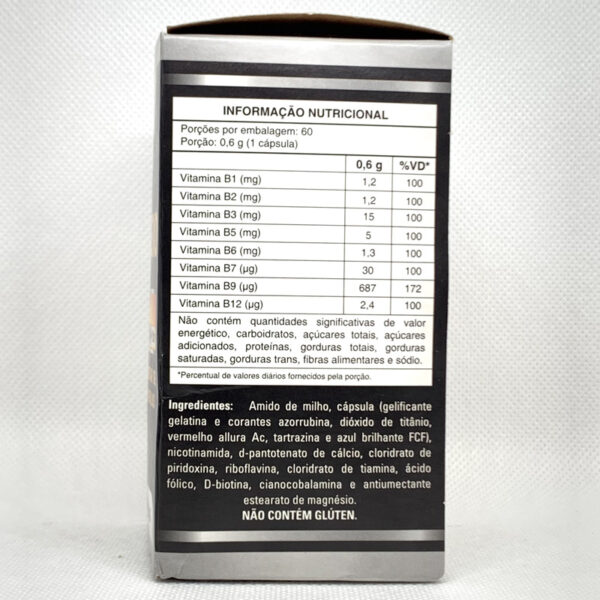 INFORMAÇÃO NUTRICIONAL
Porções por embalagem: 60
Porção: 0,6 g (1 cápsula)
0,6 g %VD*
Vitamina B1 (mg) 1,2 100
Vitamina B2 (mg) 1,2 100
Vitamina B3 (mg) 15 100
Vitamina B5 (mg) 5 100
Vitamina B6 (mg) 1,3 100
Vitamina B7 (µg) 30 100
Vitamina B9 (µg) 687 172
Vitamina B12 (µg) 2,4 100
Não contém quantidades significativas de valor
energético, carboidratos, açúcares totais, açúcares
adicionados, proteínas, gorduras totais, gorduras
saturadas, gorduras trans, fibras alimentares e sódio.
*Percentual de valores diários fornecidos pela porção.
Ingredientes: Amido de milho, cápsula (gelificante
gelatina e corantes azorrubina, dióxido de titânio,
vermelho allura Ac, tartrazina e azul brilhante FCF),
nicotinamida, d-pantotenato de cálcio, cloridrato de
piridoxina, riboflavina, cloridrato de tiamina, ácido
fólico, D-biotina, cianocobalamina e antiumectante
estearato de magnésio.
NÃO CONTÉM GLÚTEN.